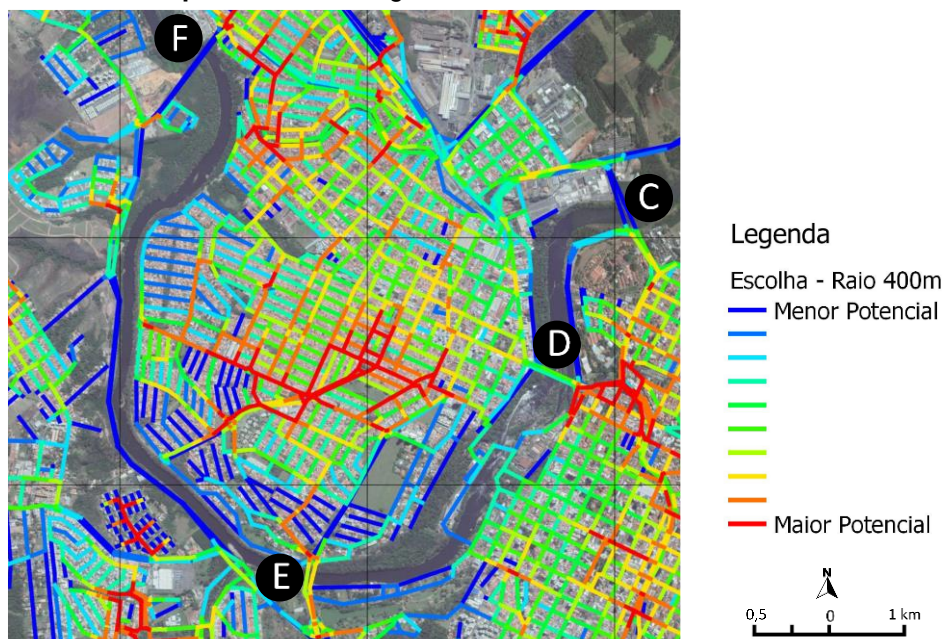 F
C
D
E
Legenda
Escolha - Raio 400m
Menor Potencial
Maior Potencial
N
0,5 0 1 km